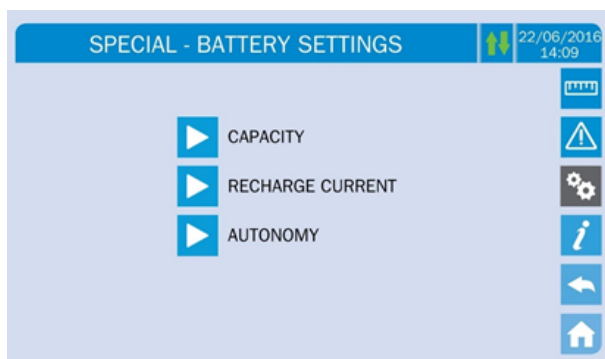 SPECIAL - BATTERY SETTINGS
22/06/2016
14:09
CAPACITY
RECHARGE CURRENT
AUTONOMY
i